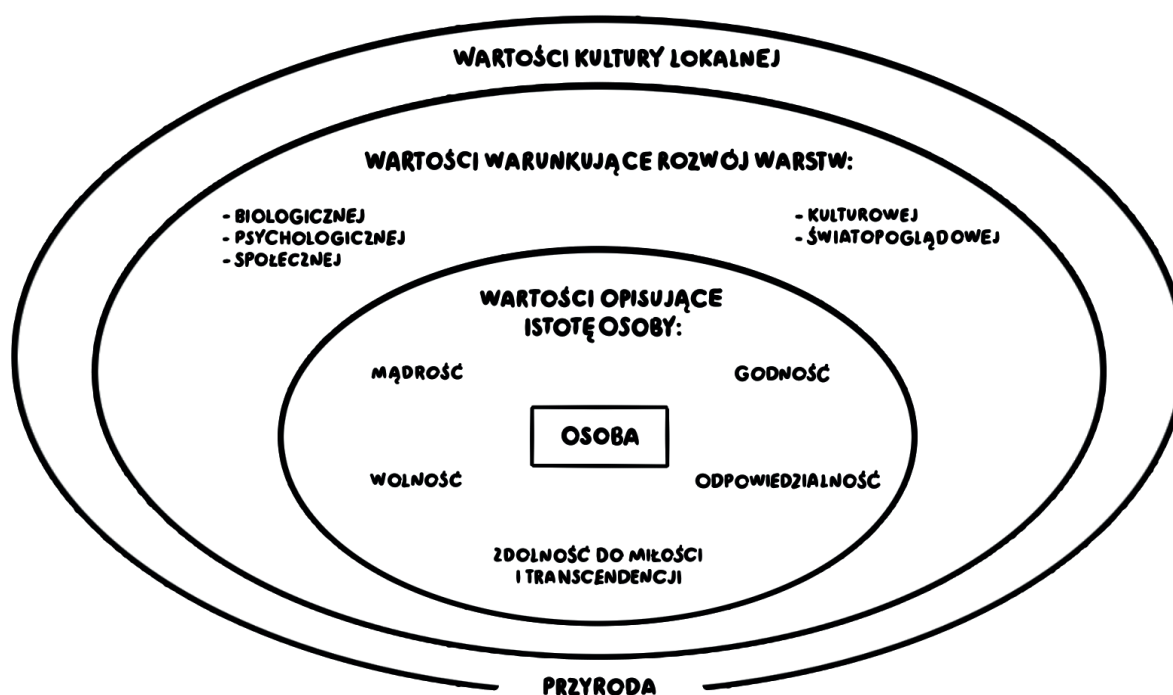 WARTOŚCI KULTURY LOKALNEJ
WARTOŚCI WARUNKUJĄCE ROZWÓJ WARSTW:
- BIOLOGICZNEJ
- PSYCHOLOGICZNEJ
- SPOŁECZNEJ
- KULTUROWEJ
- ŚWIATOPOGLĄDOWEJ
WARTOŚCI OPISUJĄCE
ISTOTĘ OSOBY:
MĄDROŚĆ
GODNOŚĆ
OSOBA
WOLNOŚĆ
ODPOWIEDZIALNOŚĆ
ZDOLNOŚĆ DO MIŁOŚCI
I TRANSCENDENCJI
PRZYRODA